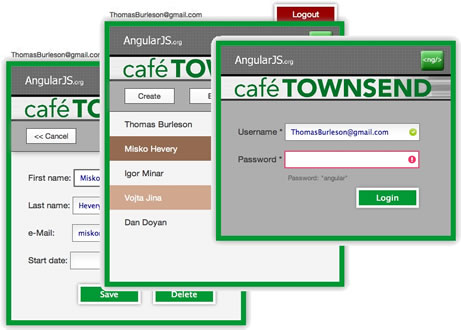 ThomasBurleson@gmail.com
Logout
ThomasBurleson@gmail.com
AngularJS.org
café TOW
Create
E
Thomas Burleson
Misko Hevery
Igor Minar
Vojta Jina
Dan Doyan
AngularJS.org
<ng/>
café TOWNSEND
Username *
ThomasBurleson@gmail.com
Password *
Password: "angular"
Login
AngularJS.org
café TO
<< Cancel
First name:
Misko
Last name:
Hever
e-Mail:
misko
Start date:
Save
Delete